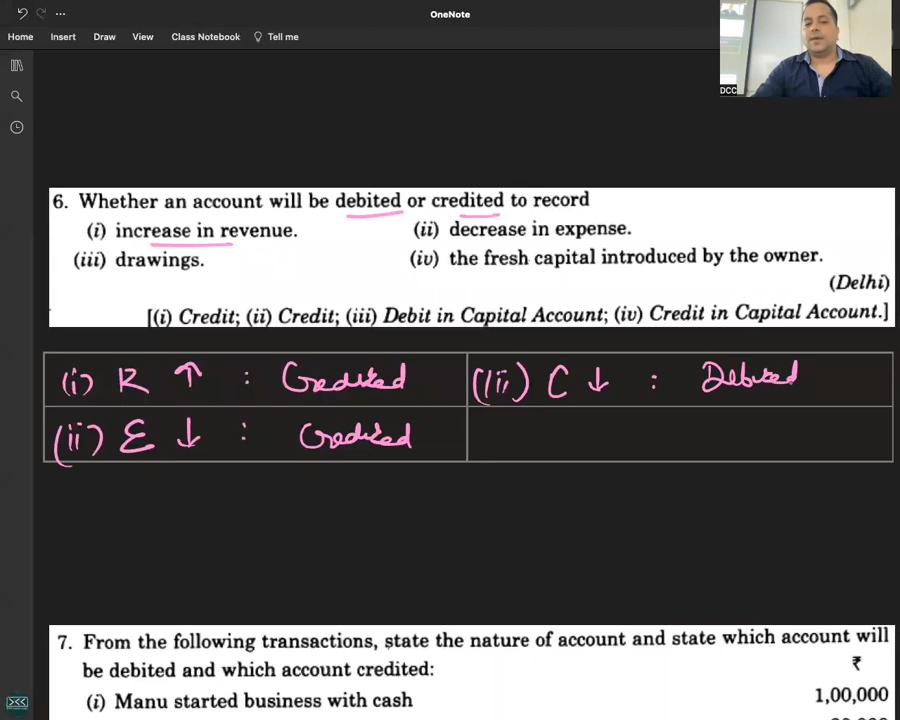 OneNote
Home Insert Draw View Class Notebook Tell me
DCC
6. Whether an account will be debited or credited to record
(i) increase in revenue. (ii) decrease in expense.
(iii) drawings. (iv) the fresh capital introduced by the owner.
(Delhi)
[(i) Credit; (ii) Credit; (iii) Debit in Capital Account; (iv) Credit in Capital Account.]
(i) R ↑ : Credited (iii) C ↓ : Debited
(ii) E ↓ : Credited
7. From the following transactions, state the nature of account and state which account will
be debited and which account credited: ₹
(i) Manu started business with cash 1,00,000